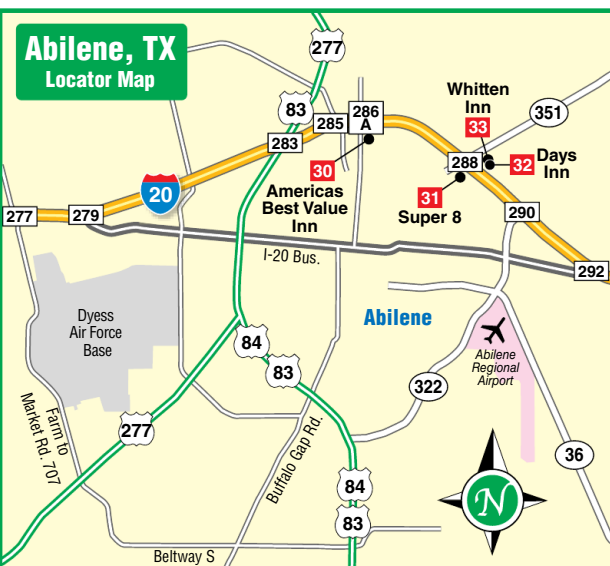 Abilene, TX
Locator Map
277
83
286
A
285
283
30
Americas
Best Value
Inn
Whitten
Inn
33
351
288
32
Days
Inn
31
Super 8
20
277
279
290
292
I-20 Bus.
Dyess
Air Force
Base
Abilene
Abilene
Regional
Airport
84
83
322
277
Farm to
Market Rd. 707
Buffalo Gap Rd.
36
84
83
N
Beltway S